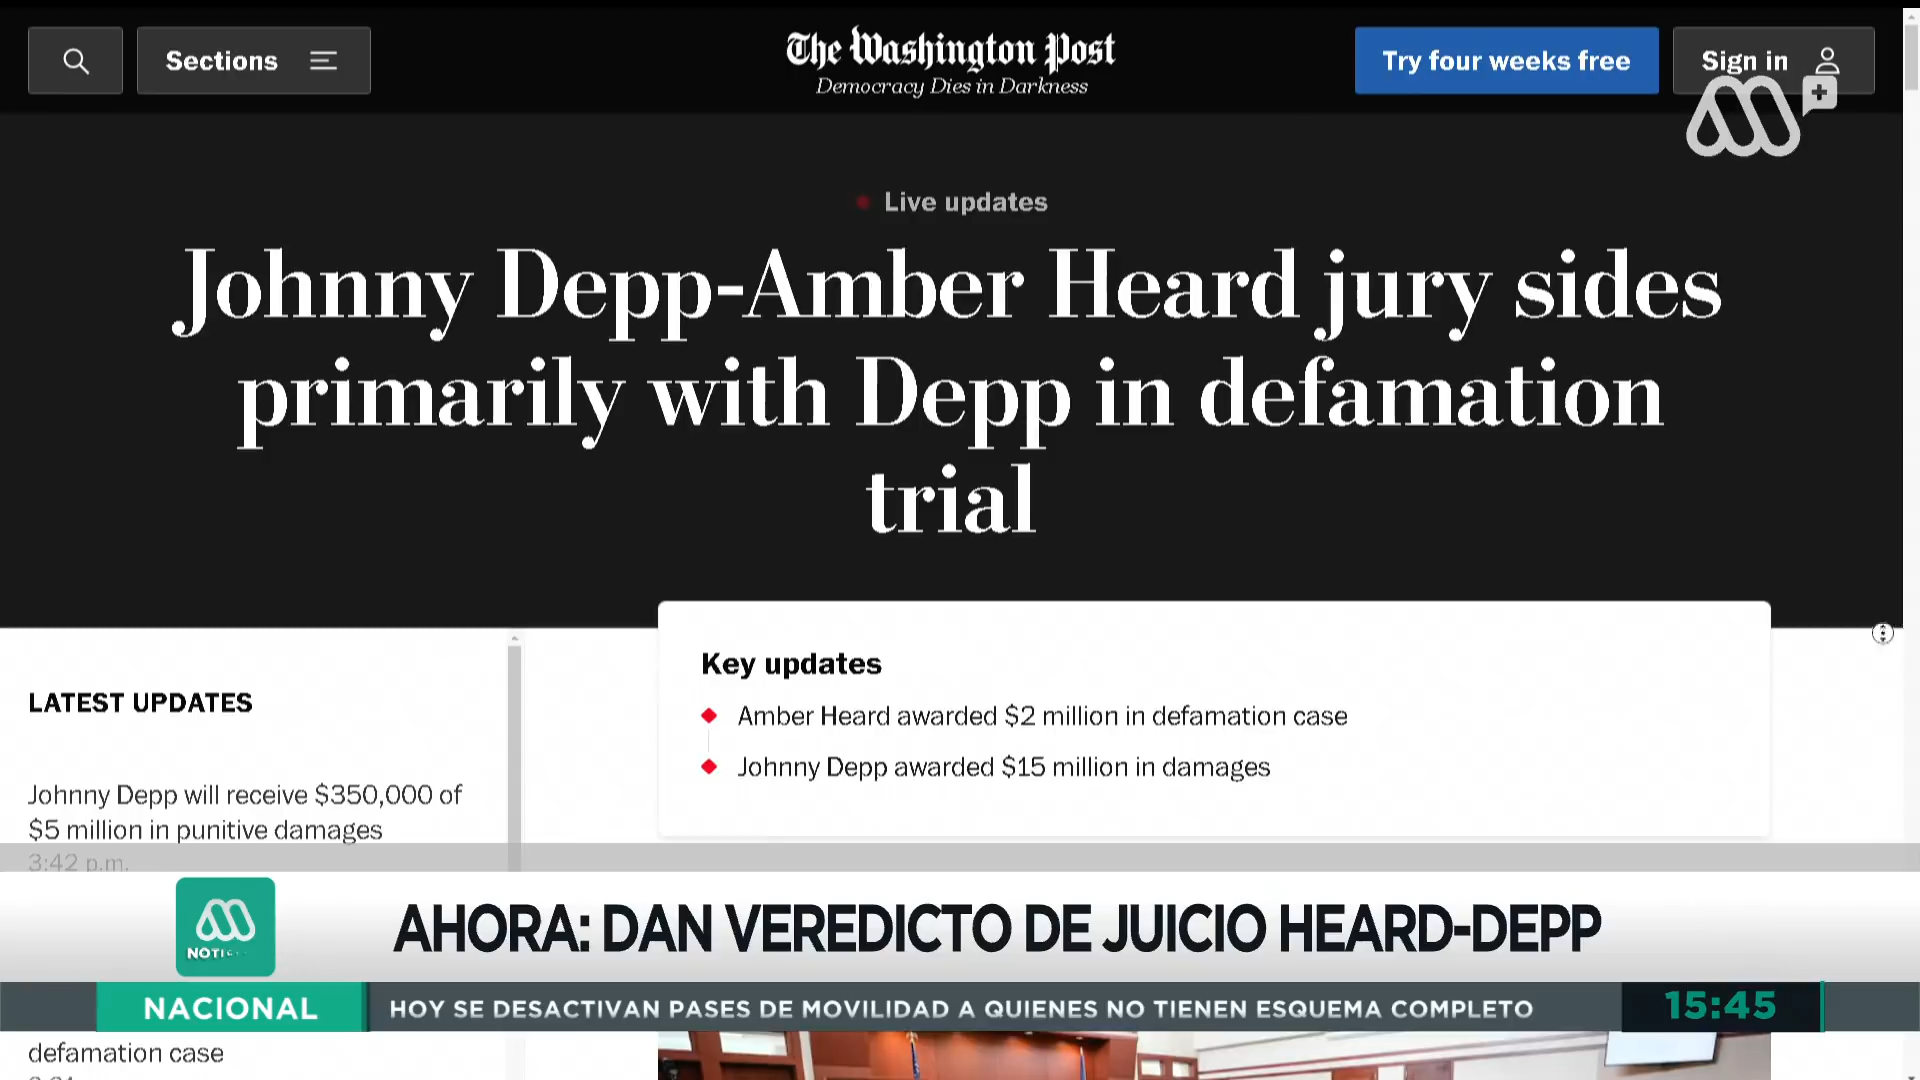 Sections
The Washington Post
Democracy Dies in Darkness
Try four weeks free
Sign in
Live updates
Johnny Depp-Amber Heard jury sides
primarily with Depp in defamation
trial
Key updates
Amber Heard awarded $2 million in defamation case
Johnny Depp awarded $15 million in damages
LATEST UPDATES
Johnny Depp will receive $350,000 of
$5 million in punitive damages
3:42 p.m.
AHORA: DAN VEREDICTO DE JUICIO HEARD-DEPP
NACIONAL
HOY SE DESACTIVAN PASES DE MOVILIDAD A QUIENES NO TIENEN ESQUEMA COMPLETO
15:45
defamation case